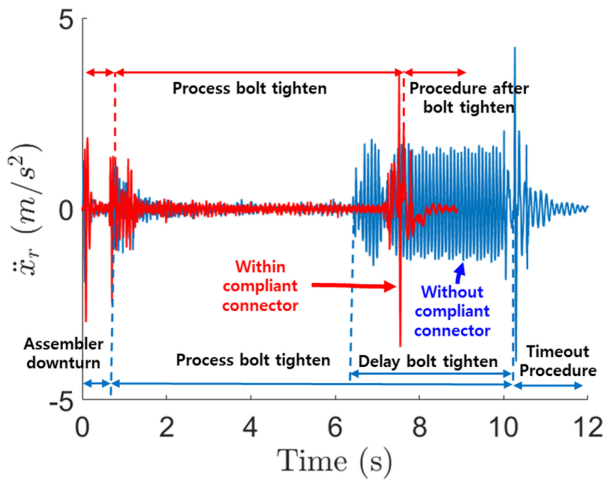 5
Process bolt tighten
Procedure after
bolt tighten
ẍᵣ (m/s²)
0
Within
compliant
connector
Without
compliant
connector
Assembler
downturn
Process bolt tighten
Delay bolt tighten
Timeout
Procedure
-5
0 2 4 6 8 10 12
Time (s)